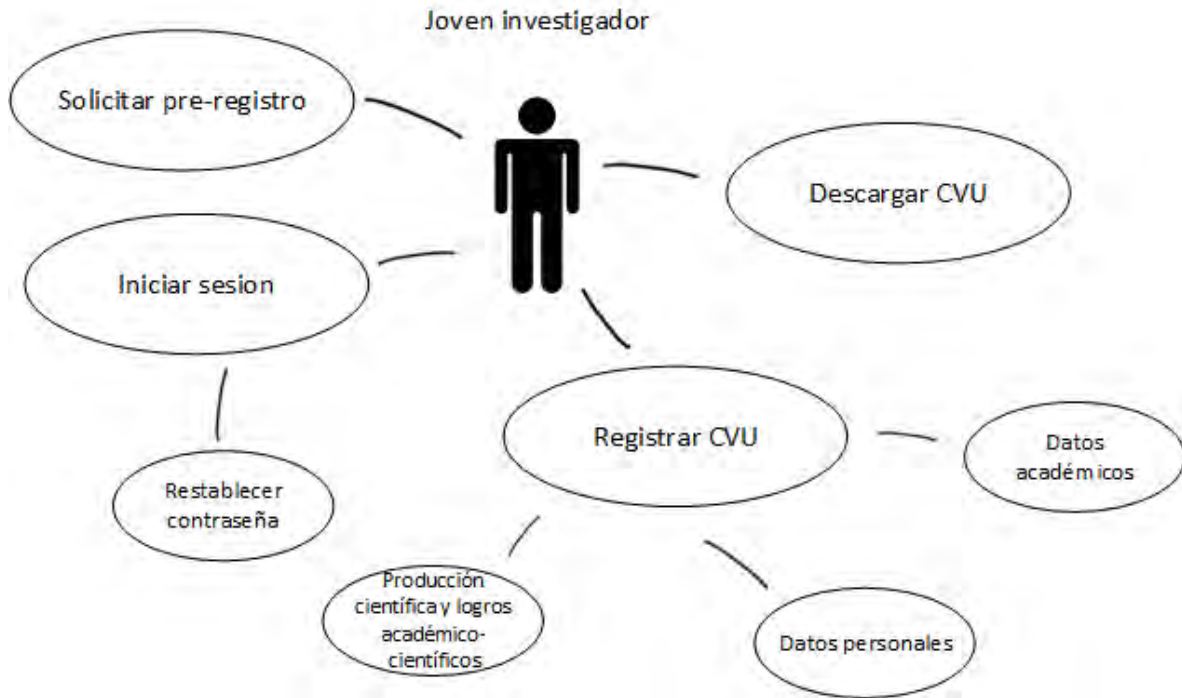 Joven investigador
Solicitar pre-registro
Descargar CVU
Iniciar sesion
Registrar CVU
Datos
académicos
Restablecer
contraseña
Producción
científica y logros
académico-
científicos
Datos personales